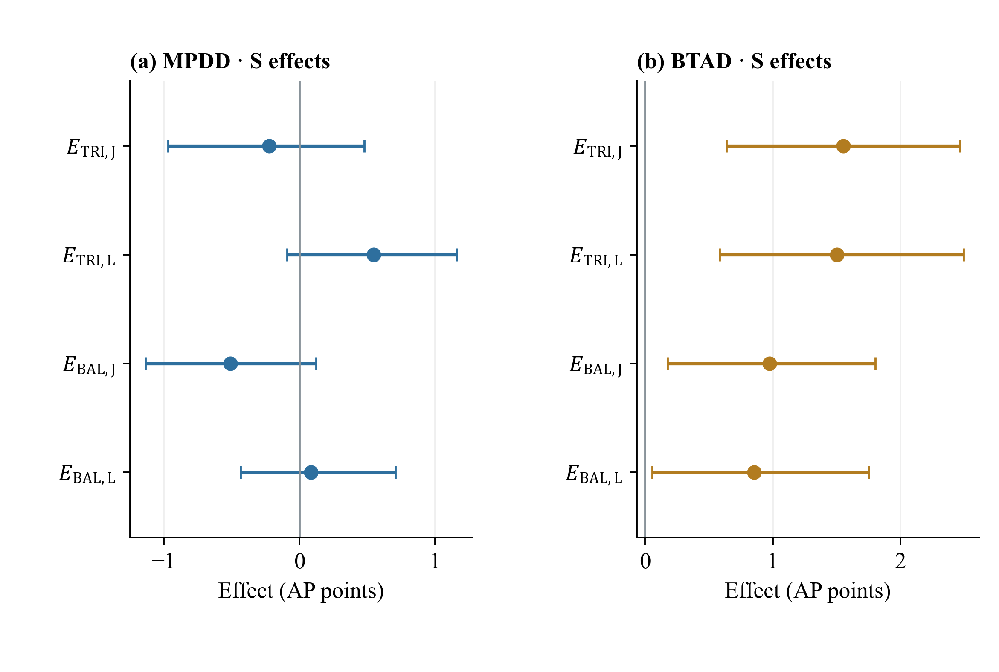 (a) MPDD · S effects
E_TRI, J
E_TRI, L
E_BAL, J
E_BAL, L
−1 0 1
Effect (AP points)
(b) BTAD · S effects
E_TRI, J
E_TRI, L
E_BAL, J
E_BAL, L
0 1 2
Effect (AP points)